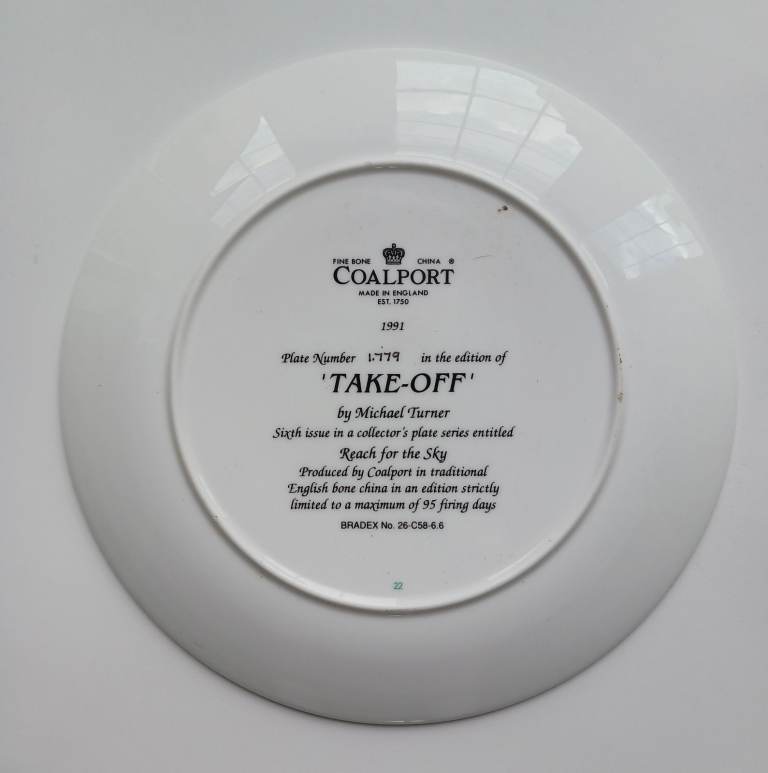 FINE BONE CHINA ®
COALPORT
MADE IN ENGLAND
EST. 1750
1991
Plate Number 1,779 in the edition of
'TAKE-OFF'
by Michael Turner
Sixth issue in a collector's plate series entitled
Reach for the Sky
Produced by Coalport in traditional
English bone china in an edition strictly
limited to a maximum of 95 firing days
BRADEX No. 26-C58-6.6
22